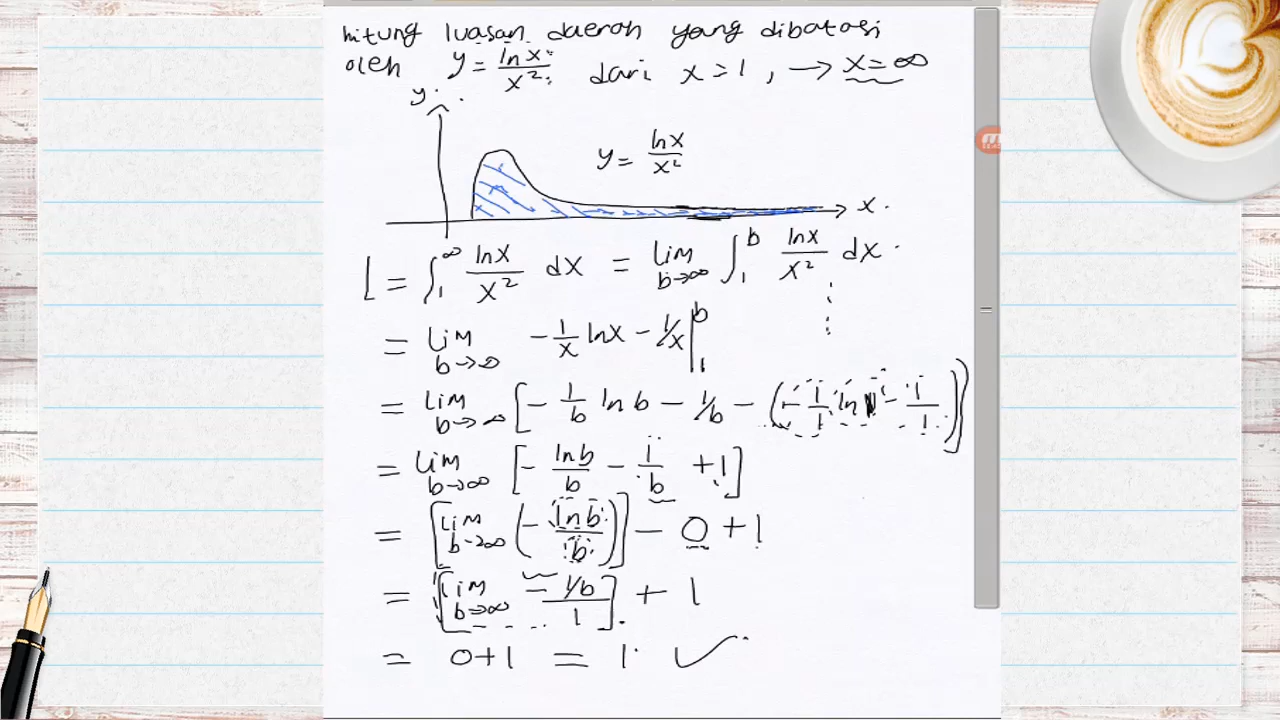 hitung luasan daerah yang dibatasi
oleh y = ln x / x² dari x = 1, → x = ∞
y
y = ln x / x²
x
L = ∫₁^∞ ln x / x² dx = lim b→∞ ∫₁^b ln x / x² dx
= lim b→∞ - 1/x ln x - 1/x |₁^b
= lim b→∞ [- 1/b ln b - 1/b - (- 1/1 ln 1 - 1/1)]
= lim b→∞ [- ln b / b - 1/b + 1]
= [lim b→∞ (- ln b / b)] - 0 + 1
= [lim b→∞ - 1/b / 1] + 1
= 0 + 1 = 1 ✓